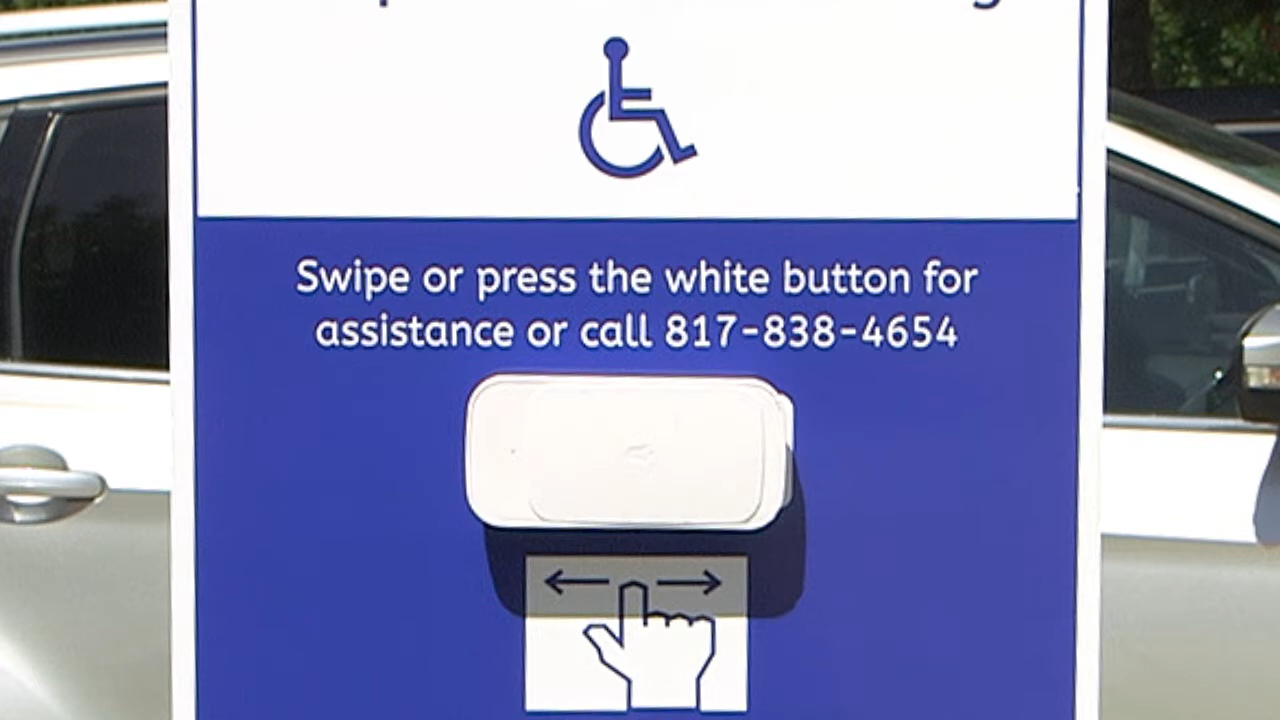 Swipe or press the white button for
assistance or call 817-838-4654